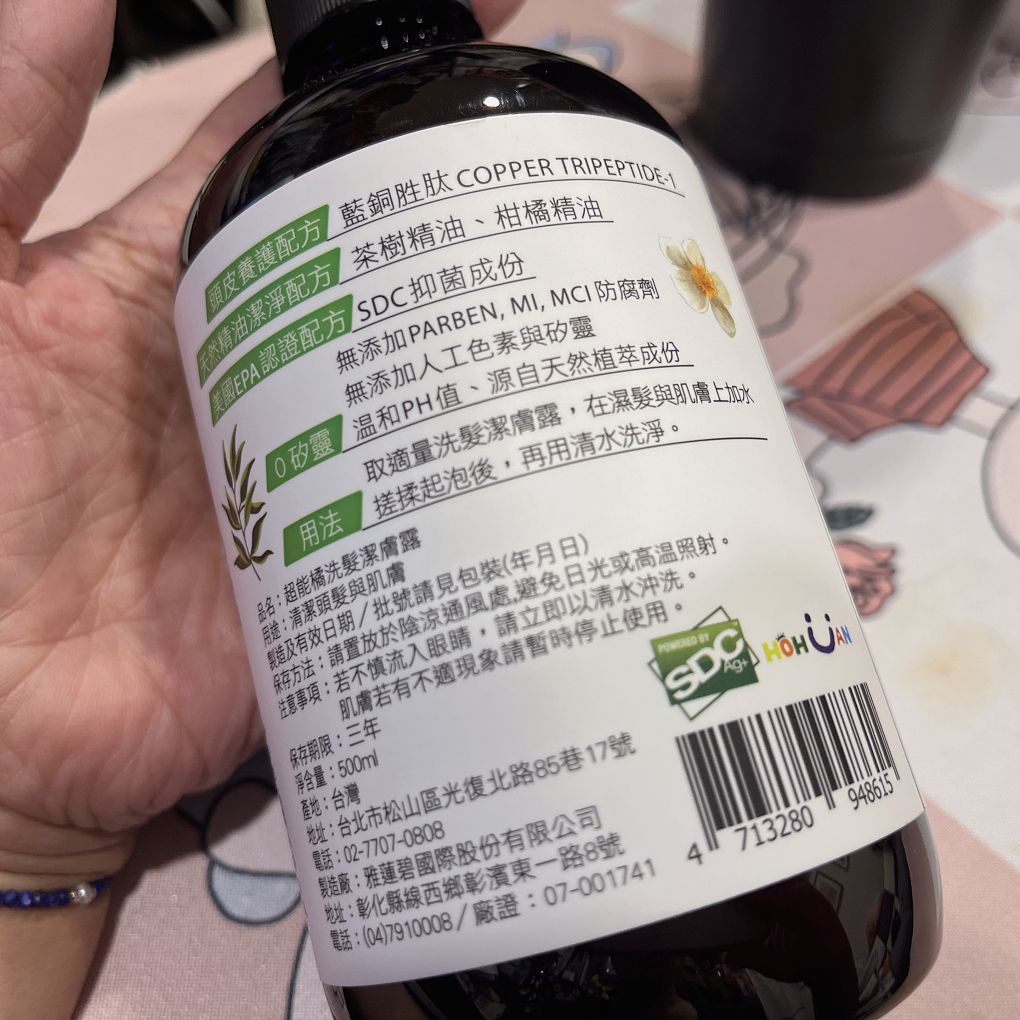 頭皮養護配方 藍銅胜肽 COPPER TRIPEPTIDE-1
天然精油潔淨配方 茶樹精油、柑橘精油
美國EPA認證配方 SDC抑菌成份
無添加PARBEN, MI, MCI防腐劑
無添加人工色素與矽靈
0 矽靈 温和PH值、源自天然植萃成份
取適量洗髮潔膚露，在濕髮與肌膚上加水
用法 搓揉起泡後，再用清水洗淨。
品名：超能橘洗髮潔膚露
用途：清潔頭髮與肌膚
製造及有效日期／批號請見包裝(年月日)
保存方法：請置放於陰涼通風處,避免日光或高温照射。
注意事項：若不慎流入眼睛，請立即以清水沖洗。
肌膚若有不適現象請暫時停止使用。
POWERED BY
SDC
Ag+
HOH UAN
保存期限：三年
淨含量：500ml
產地：台灣
地址：台北市松山區光復北路85巷17號
電話：02-7707-0808
製造廠：雅蓮碧國際股份有限公司
地址：彰化縣線西鄉彰濱東一路8號
電話：(04)7910008／廠證：07-001741
4 713280 948615